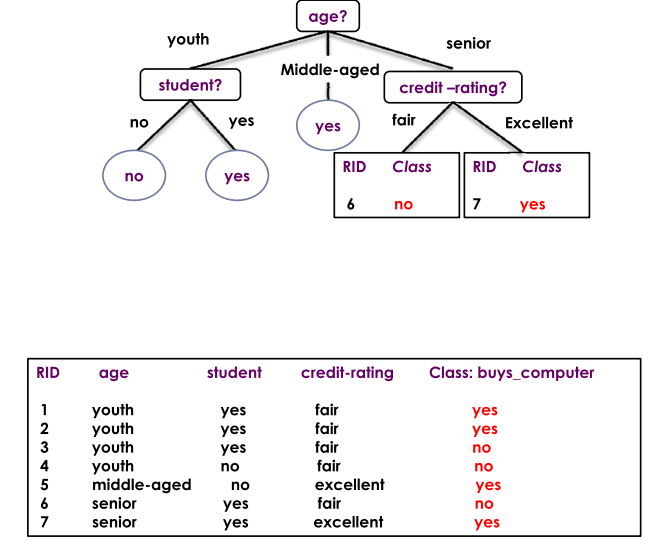 age?
youth
senior
Middle-aged
student?
credit –rating?
no
yes
yes
fair
Excellent
no
yes
RID Class
6 no
RID Class
7 yes
RID age student credit-rating Class: buys_computer
1 youth yes fair yes
2 youth yes fair yes
3 youth yes fair no
4 youth no fair no
5 middle-aged no excellent yes
6 senior yes fair no
7 senior yes excellent yes